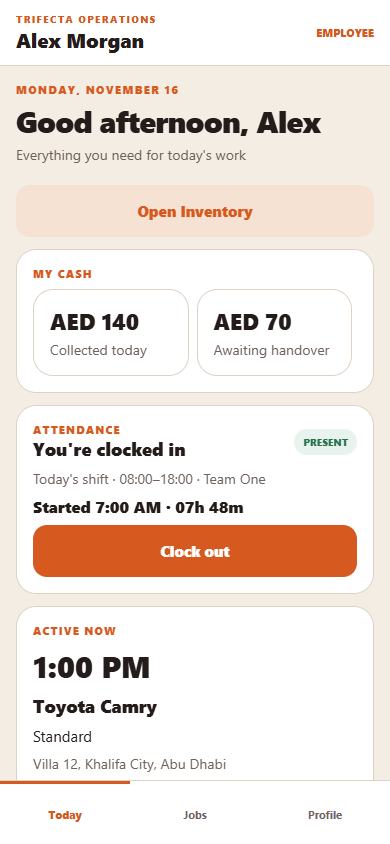 TRIFECTA OPERATIONS
Alex Morgan
EMPLOYEE
MONDAY, NOVEMBER 16
Good afternoon, Alex
Everything you need for today's work
Open Inventory
MY CASH
AED 140
Collected today
AED 70
Awaiting handover
ATTENDANCE
You're clocked in
PRESENT
Today's shift · 08:00–18:00 · Team One
Started 7:00 AM · 07h 48m
Clock out
ACTIVE NOW
1:00 PM
Toyota Camry
Standard
Villa 12, Khalifa City, Abu Dhabi
Today
Jobs
Profile